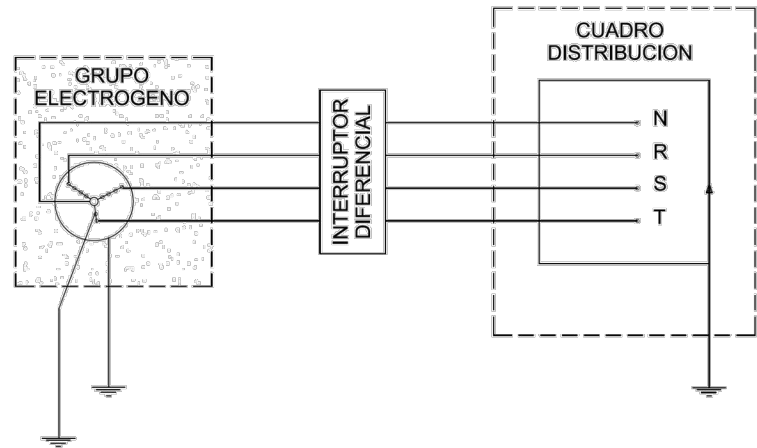 GRUPO
ELECTROGENO
INTERRUPTOR
DIFERENCIAL
CUADRO
DISTRIBUCION
N
R
S
T